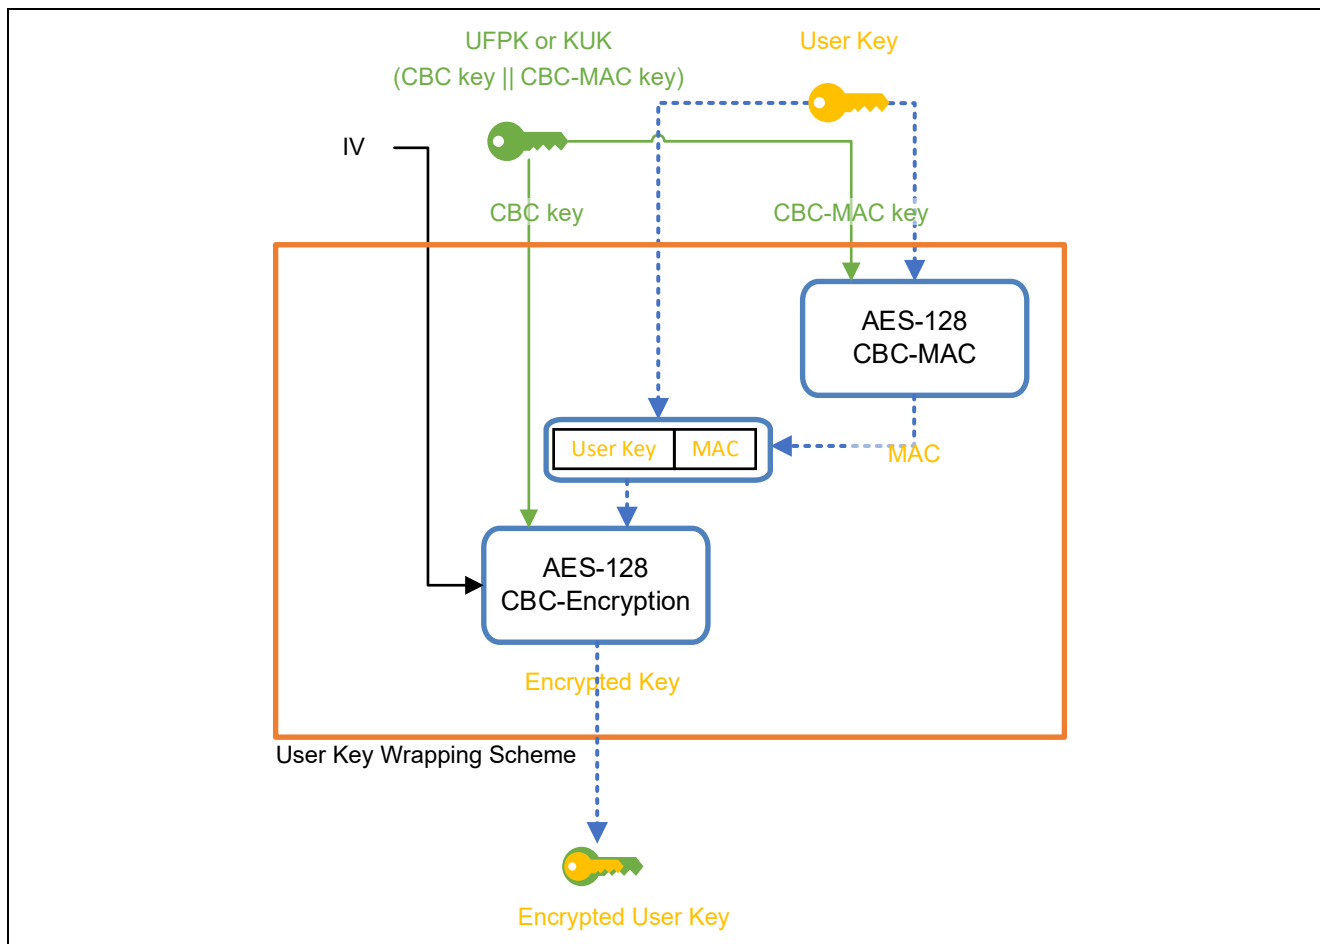 UFPK or KUK
(CBC key || CBC-MAC key)
User Key
IV
CBC key
CBC-MAC key
AES-128
CBC-MAC
User Key
MAC
MAC
AES-128
CBC-Encryption
Encrypted Key
User Key Wrapping Scheme
Encrypted User Key